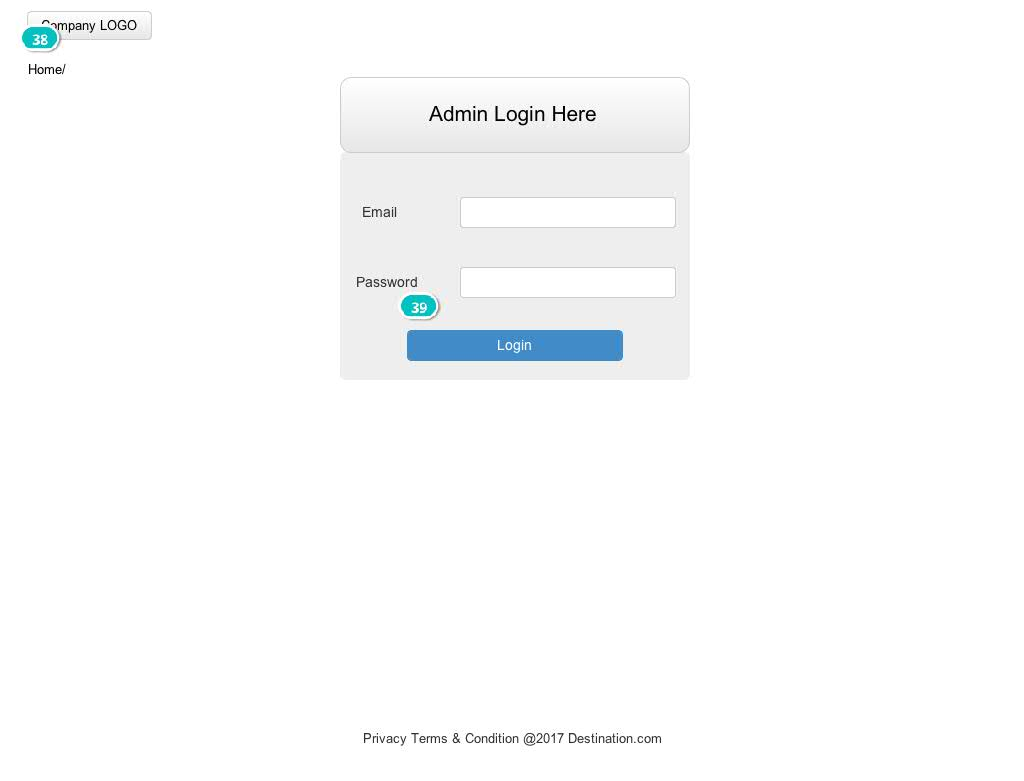 Company LOGO
38
Home/
Admin Login Here
Email
Password
39
Login
Privacy Terms & Condition @2017 Destination.com